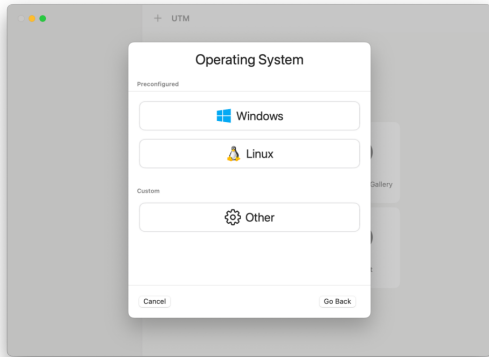 UTM
Operating System
Preconfigured
Windows
Linux
Custom
Other
Gallery
Cancel
Go Back